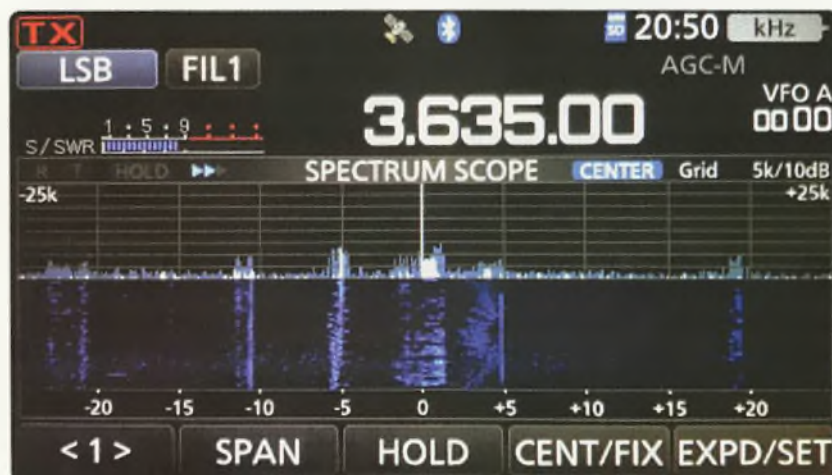 TX SD 20:50 kHz
LSB FIL1 AGC-M
3.635.00 VFO A
00 00
1 5 9
S/SWR
R T HOLD SPECTRUM SCOPE CENTER Grid 5k/10dB
-25k +25k
-20 -15 -10 -5 0 +5 +10 +15 +20
< 1 > SPAN HOLD CENT/FIX EXPD/SET